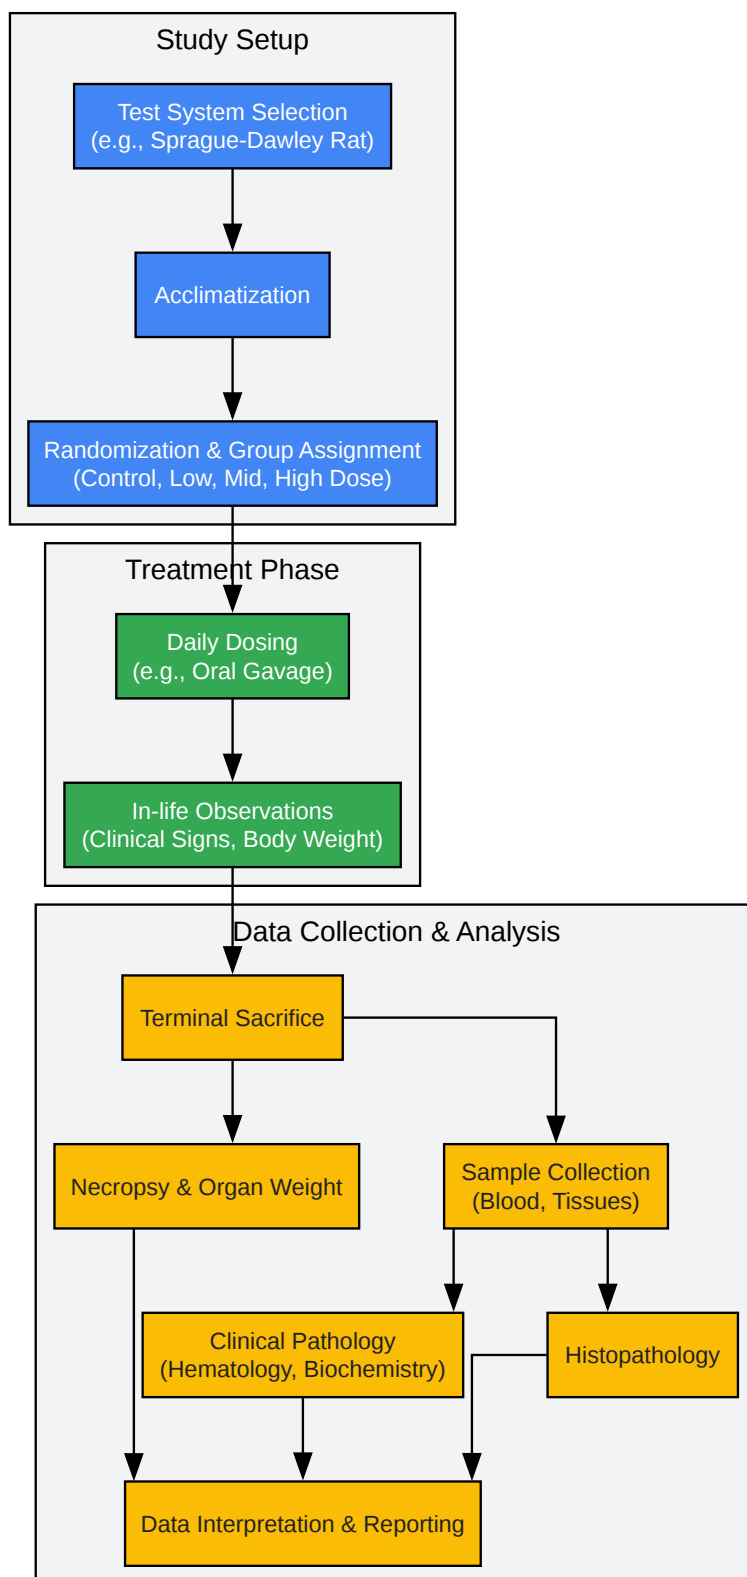 Study Setup
Test System Selection
(e.g., Sprague-Dawley Rat)
Acclimatization
Randomization & Group Assignment
(Control, Low, Mid, High Dose)
Treatment Phase
Daily Dosing
(e.g., Oral Gavage)
In-life Observations
(Clinical Signs, Body Weight)
Data Collection & Analysis
Terminal Sacrifice
Necropsy & Organ Weight
Sample Collection
(Blood, Tissues)
Clinical Pathology
(Hematology, Biochemistry)
Histopathology
Data Interpretation & Reporting